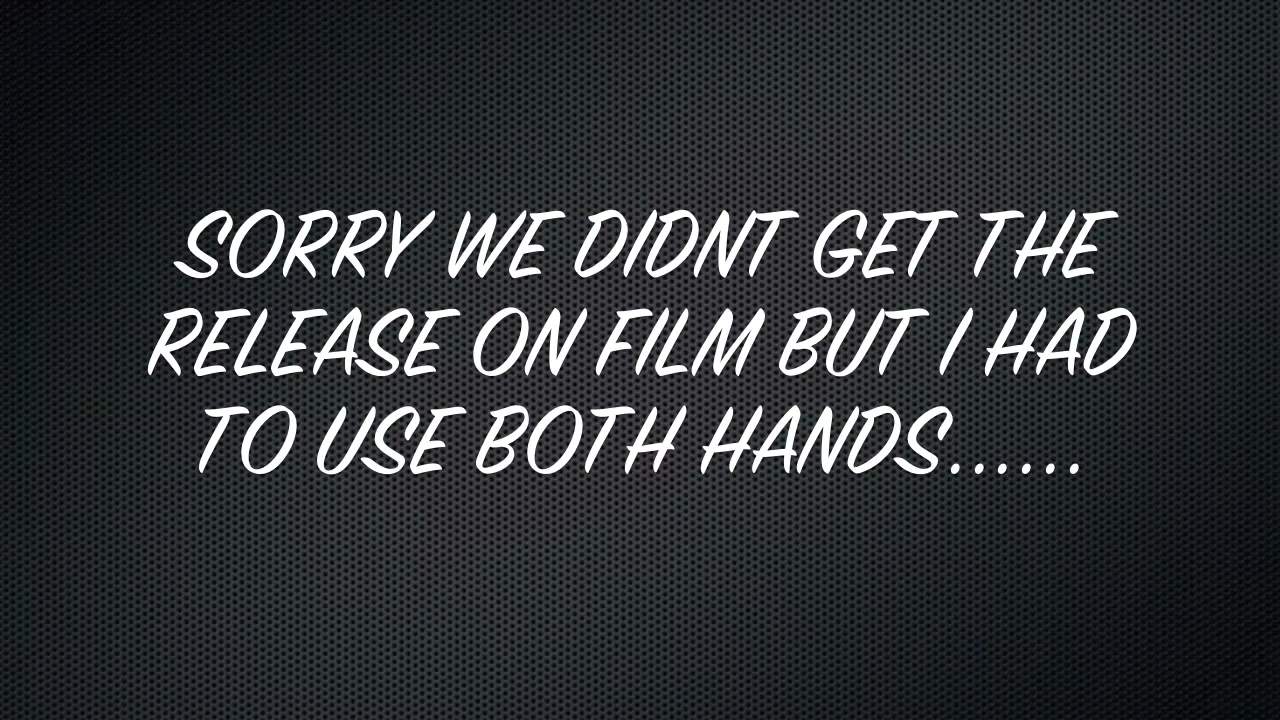 SORRY WE DIDNT GET THE
RELEASE ON FILM BUT I HAD
TO USE BOTH HANDS......